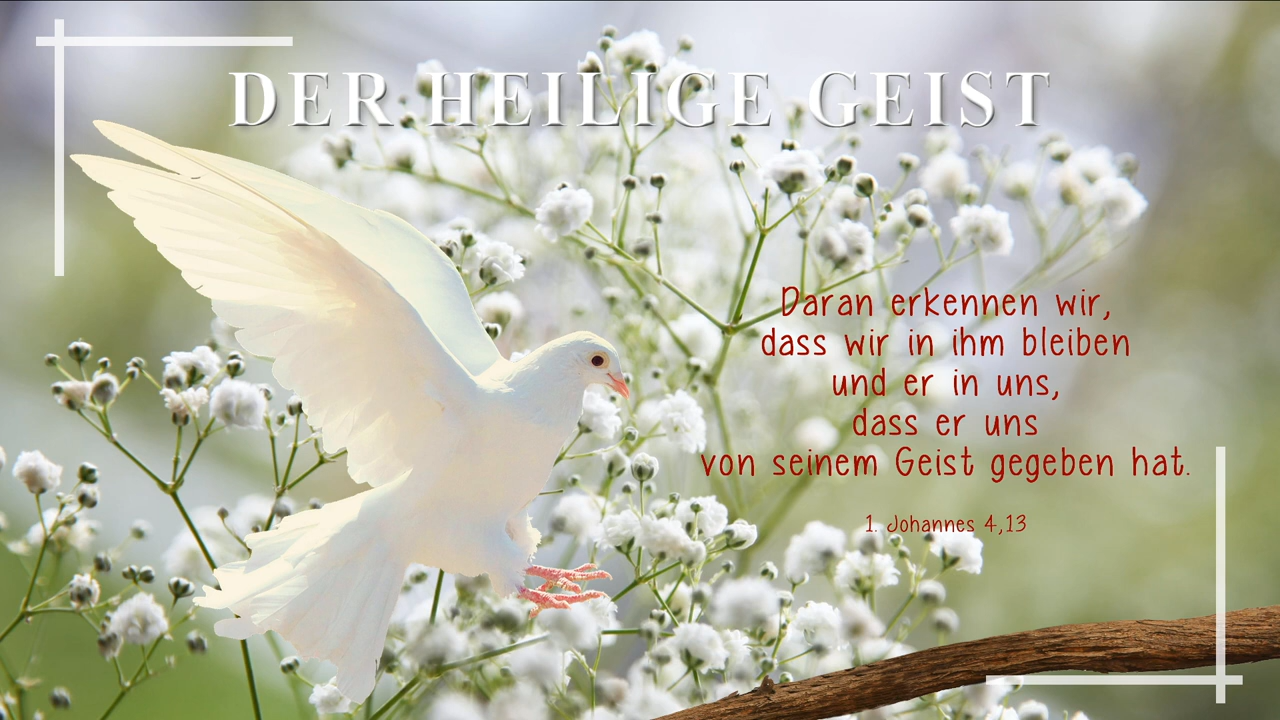 DER HEILIGE GEIST
Daran erkennen wir,
dass wir in ihm bleiben
und er in uns,
dass er uns
von seinem Geist gegeben hat.
1. Johannes 4,13